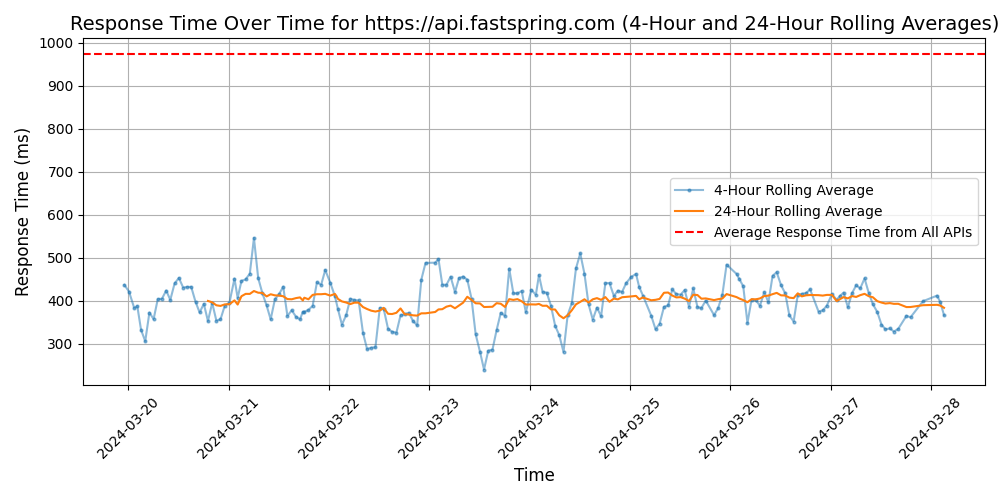 Response Time Over Time for https://api.fastspring.com (4-Hour and 24-Hour Rolling Averages)
Response Time (ms)
1000
900
800
700
600
500
400
300
4-Hour Rolling Average
24-Hour Rolling Average
Average Response Time from All APIs
2024-03-20
2024-03-21
2024-03-22
2024-03-23
2024-03-24
2024-03-25
2024-03-26
2024-03-27
2024-03-28
Time